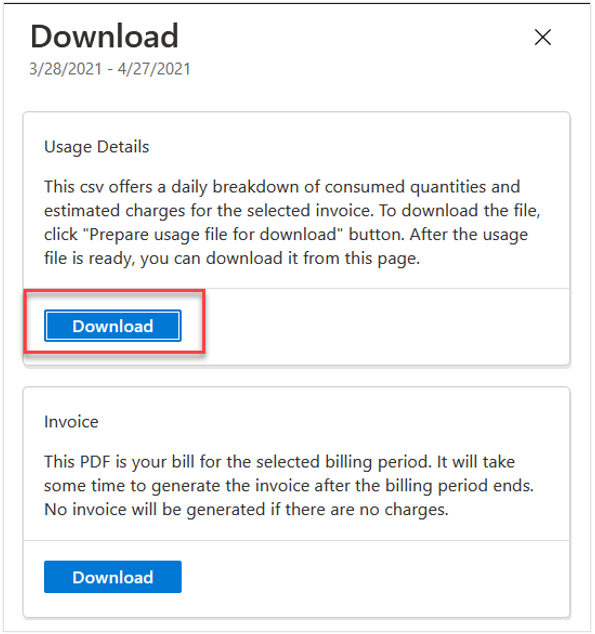 Download
3/28/2021 - 4/27/2021
Usage Details
This csv offers a daily breakdown of consumed quantities and
estimated charges for the selected invoice. To download the file,
click "Prepare usage file for download" button. After the usage
file is ready, you can download it from this page.
Download
Invoice
This PDF is your bill for the selected billing period. It will take
some time to generate the invoice after the billing period ends.
No invoice will be generated if there are no charges.
Download